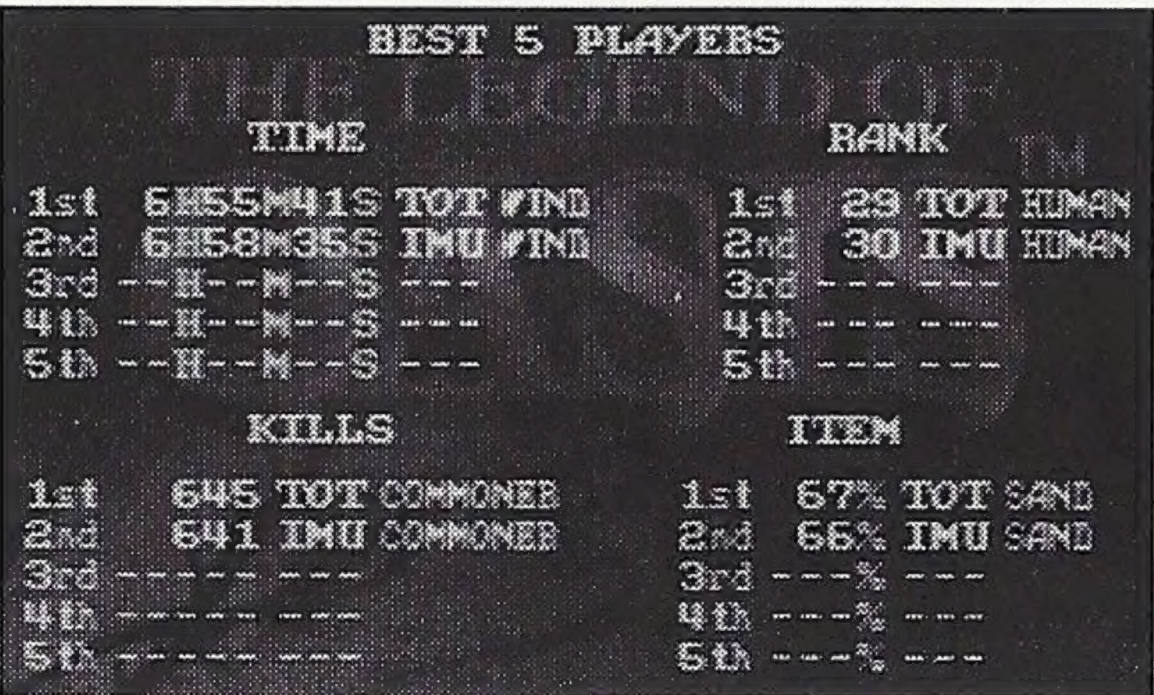 BEST 5 PLAYERS
THE LEGEND OF
TM
TIME
1st 6H55M41S TOT WIND
2nd 6H58M35S IMU WIND
3rd --H--M--S ---
4th --H--M--S ---
5th --H--M--S ---
RANK
1st 29 TOT HUMAN
2nd 30 IMU HUMAN
3rd --- ---
4th --- ---
5th --- ---
KILLS
1st 645 TOT COMMONER
2nd 641 IMU COMMONER
3rd ----- ---
4th ----- ---
5th ----- ---
ITEM
1st 67% TOT SAND
2nd 66% IMU SAND
3rd ---% ---
4th ---% ---
5th ---% ---